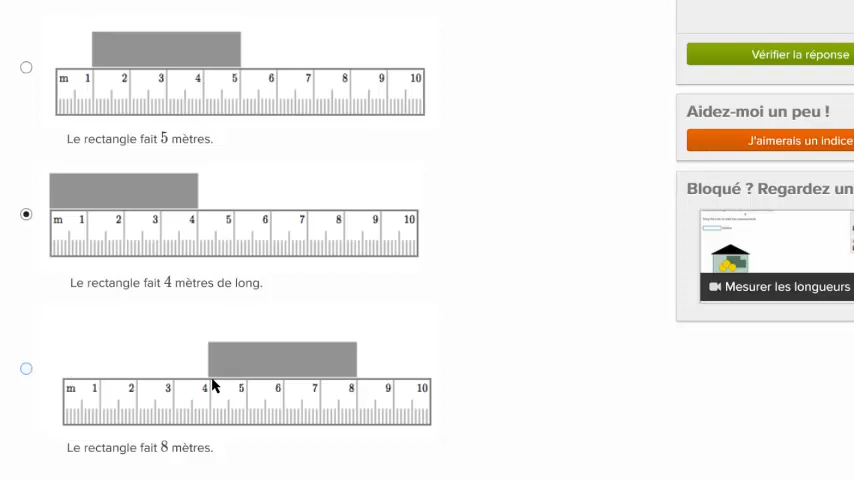 m 1 2 3 4 5 6 7 8 9 10
Le rectangle fait 5 mètres.
m 1 2 3 4 5 6 7 8 9 10
Le rectangle fait 4 mètres de long.
m 1 2 3 4 5 6 7 8 9 10
Le rectangle fait 8 mètres.
Vérifier la réponse
Aidez-moi un peu !
J'aimerais un indice
Bloqué ? Regardez un
Mesurer les longueurs